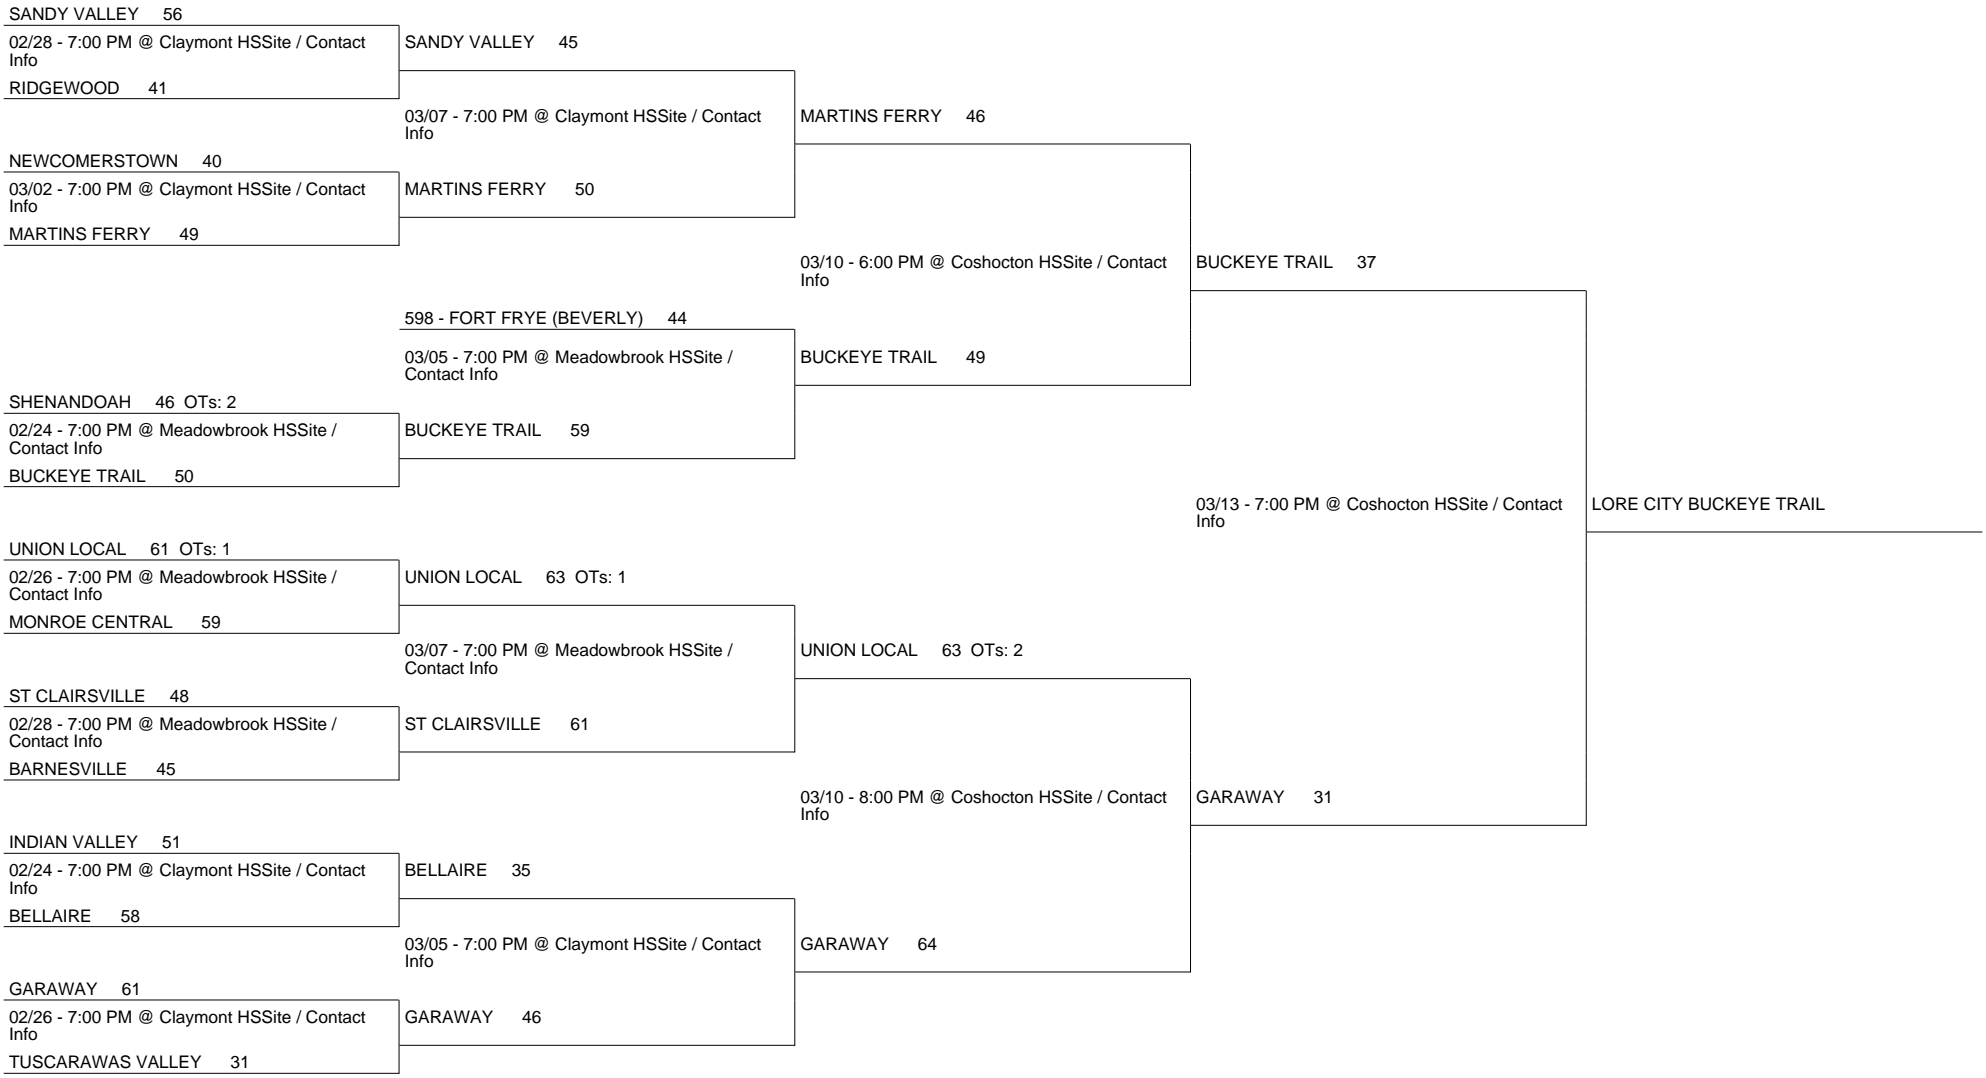 SANDY VALLEY 56
02/28 - 7:00 PM @ Claymont HSSite / Contact
Info
RIDGEWOOD 41
NEWCOMERSTOWN 40
03/02 - 7:00 PM @ Claymont HSSite / Contact
Info
MARTINS FERRY 49
SHENANDOAH 46 OTs: 2
02/24 - 7:00 PM @ Meadowbrook HSSite /
Contact Info
BUCKEYE TRAIL 50
UNION LOCAL 61 OTs: 1
02/26 - 7:00 PM @ Meadowbrook HSSite /
Contact Info
MONROE CENTRAL 59
ST CLAIRSVILLE 48
02/28 - 7:00 PM @ Meadowbrook HSSite /
Contact Info
BARNESVILLE 45
INDIAN VALLEY 51
02/24 - 7:00 PM @ Claymont HSSite / Contact
Info
BELLAIRE 58
GARAWAY 61
02/26 - 7:00 PM @ Claymont HSSite / Contact
Info
TUSCARAWAS VALLEY 31
SANDY VALLEY 45
03/07 - 7:00 PM @ Claymont HSSite / Contact
Info
MARTINS FERRY 50
598 - FORT FRYE (BEVERLY) 44
03/05 - 7:00 PM @ Meadowbrook HSSite /
Contact Info
BUCKEYE TRAIL 59
UNION LOCAL 63 OTs: 1
03/07 - 7:00 PM @ Meadowbrook HSSite /
Contact Info
ST CLAIRSVILLE 61
BELLAIRE 35
03/05 - 7:00 PM @ Claymont HSSite / Contact
Info
GARAWAY 46
MARTINS FERRY 46
03/10 - 6:00 PM @ Coshocton HSSite / Contact
Info
BUCKEYE TRAIL 49
UNION LOCAL 63 OTs: 2
03/10 - 8:00 PM @ Coshocton HSSite / Contact
Info
GARAWAY 64
BUCKEYE TRAIL 37
03/13 - 7:00 PM @ Coshocton HSSite / Contact
Info
GARAWAY 31
LORE CITY BUCKEYE TRAIL